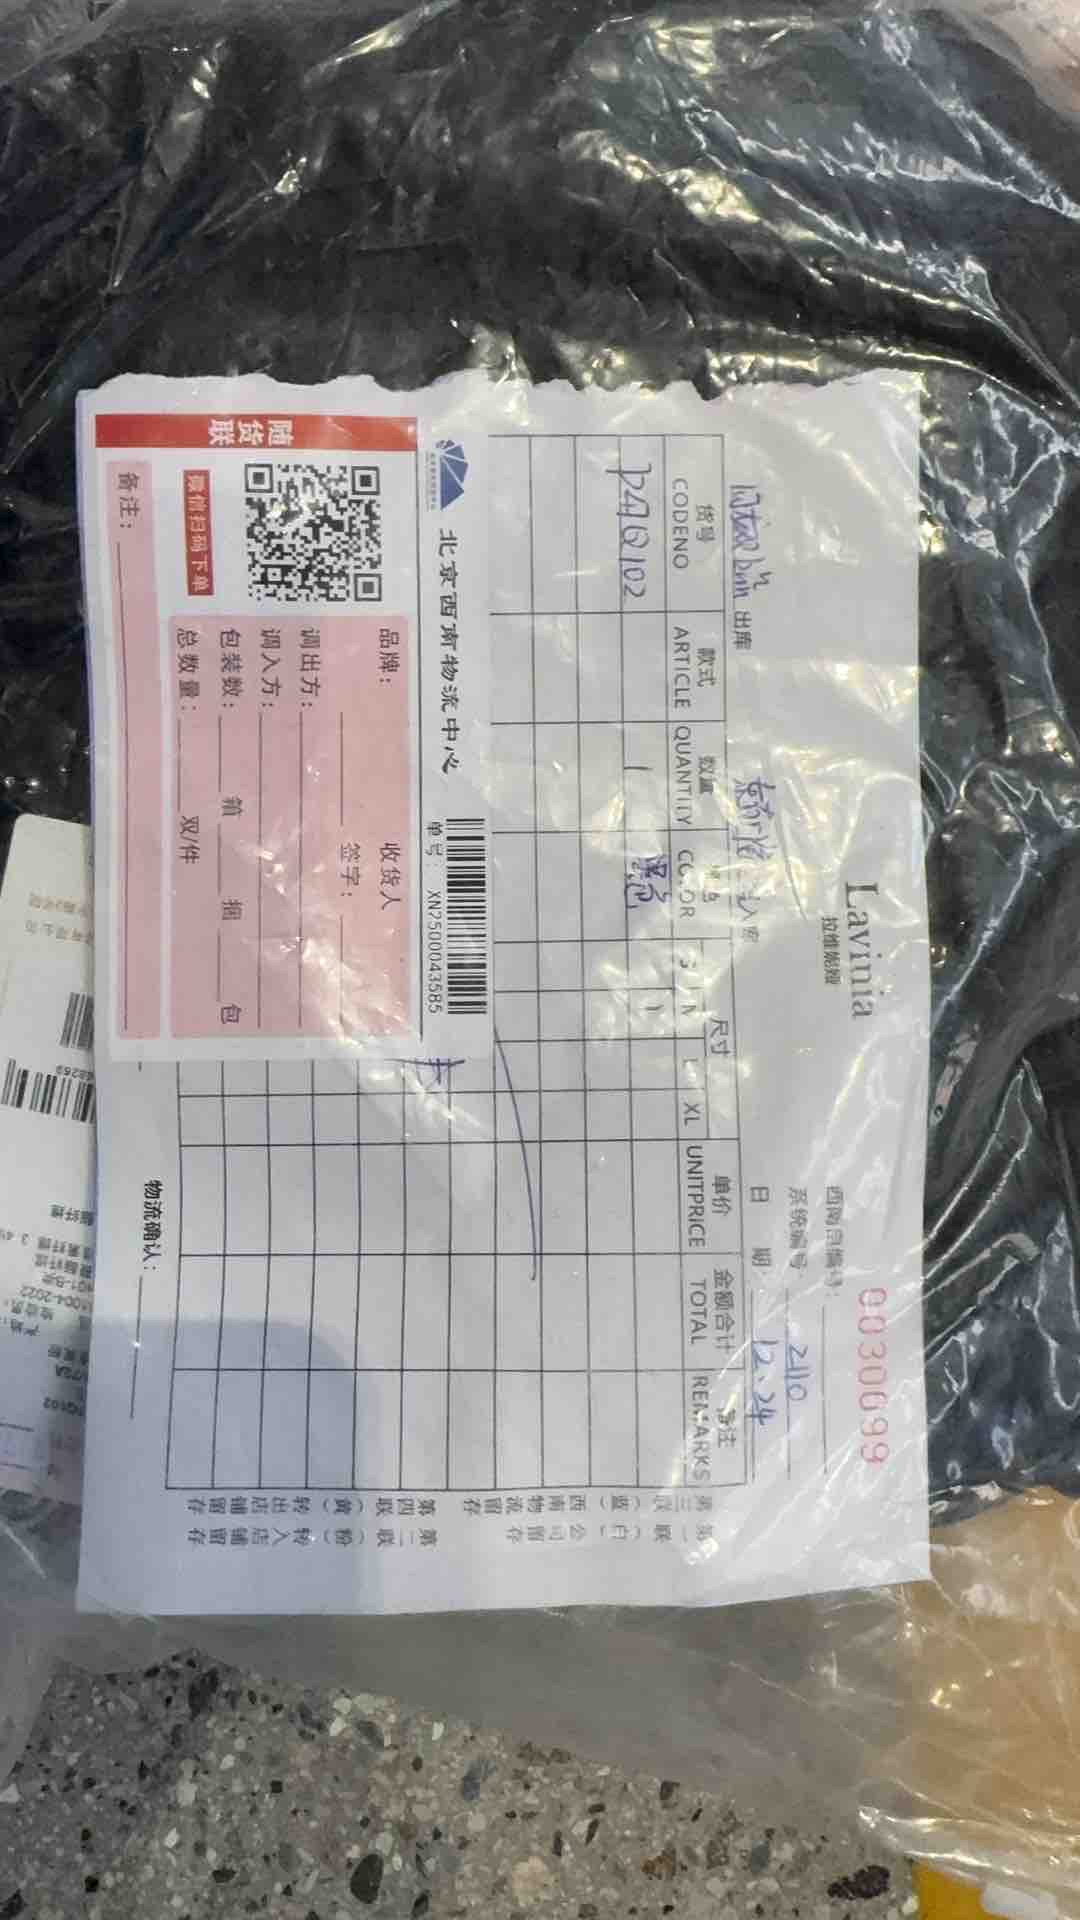 Lavinia
拉维妮娅
0030099
西南仓编号:
系统编号: 2110
日 期: 12.24
出库
入库
货号 款式 数量 颜色 尺寸 单价 金额合计 备注
CODENO ARTICLE QUANTITY COLOR S M L XL UNITPRICE TOTAL REMARKS
1 黑色 1
第一联(白)公司留存
第二联(粉)转入店铺留存
第三联(蓝)西南物流留存
第四联(黄)转出店铺留存
物流确认:
北京西南物流中心
单号: XN2500043585
随货联
微信扫码下单
品牌: 收货人
签字:
调出方:
调入方:
包装数: 箱 捆 包
总数量: 双/件
备注: